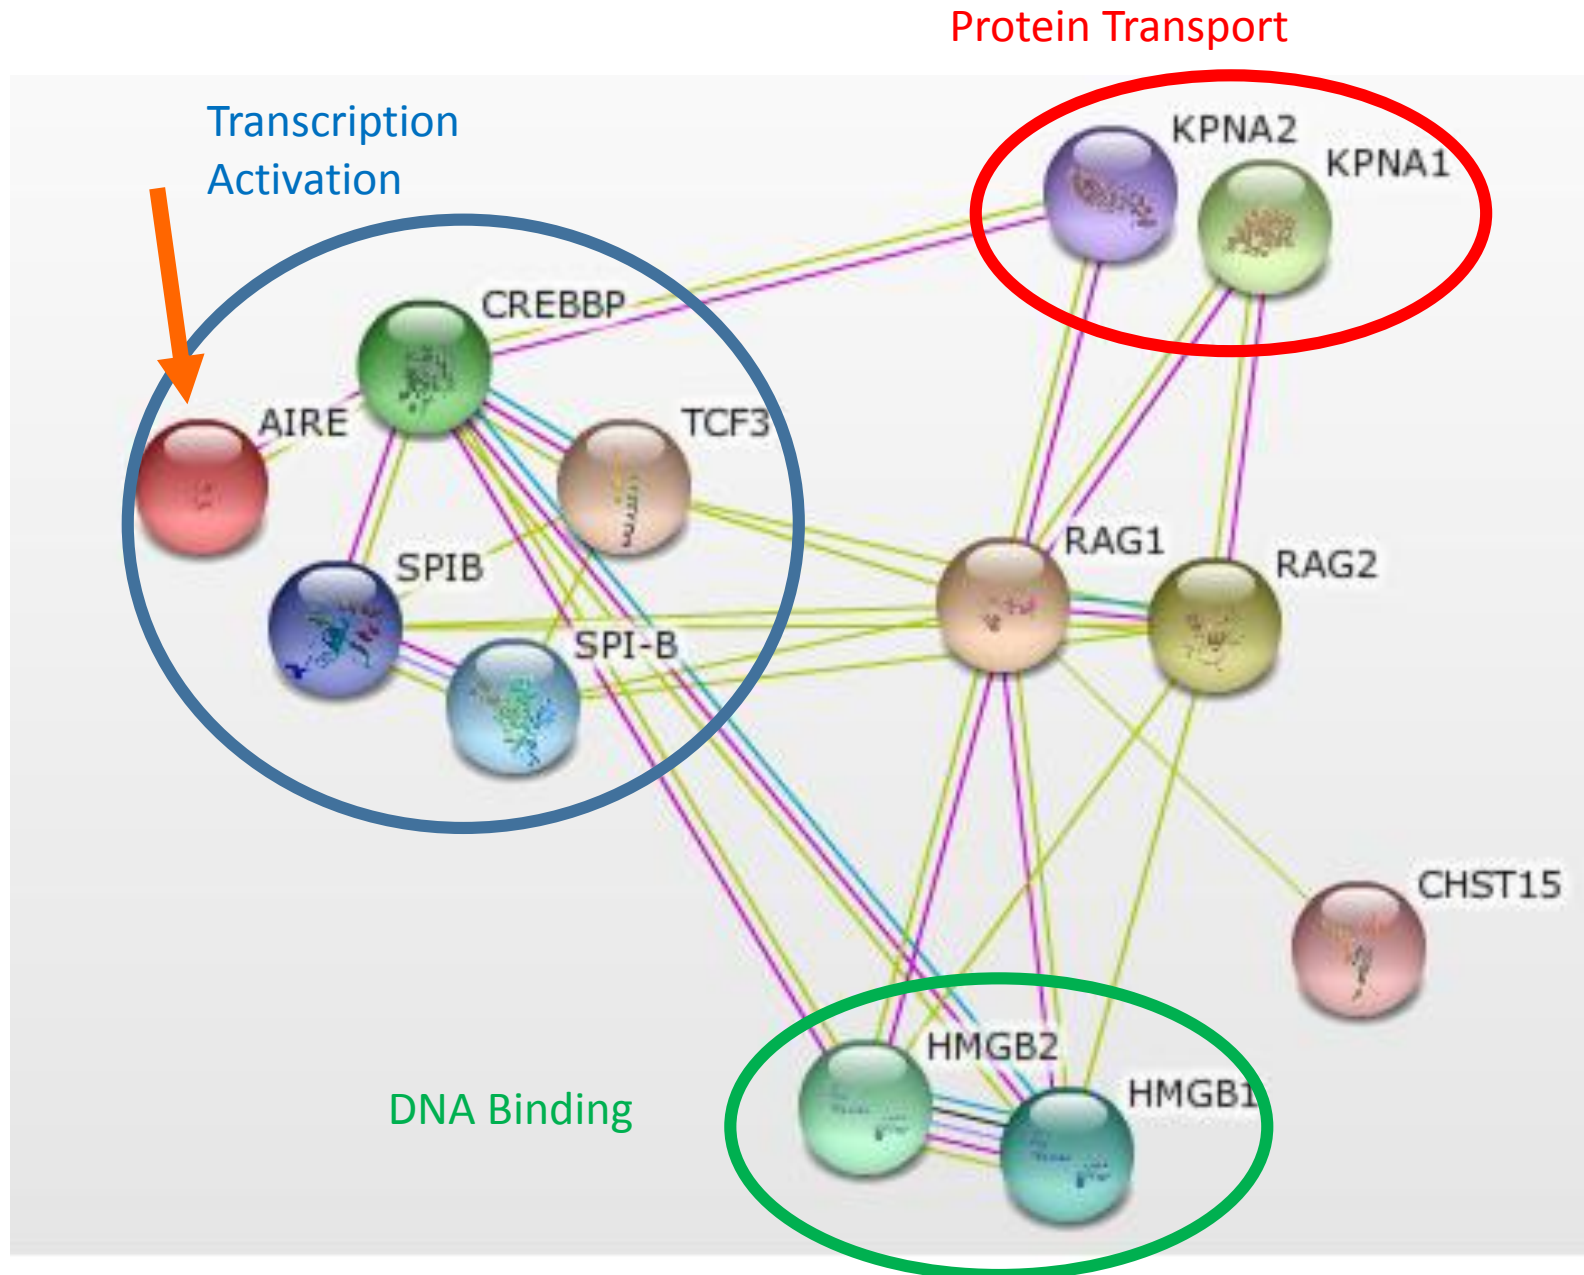 Protein Transport
Transcription
Activation
KPNA2
KPNA1
CREBBP
AIRE
TCF3
SPIB
RAG1
RAG2
SPI-B
CHST15
HMGB2
HMGB1
DNA Binding